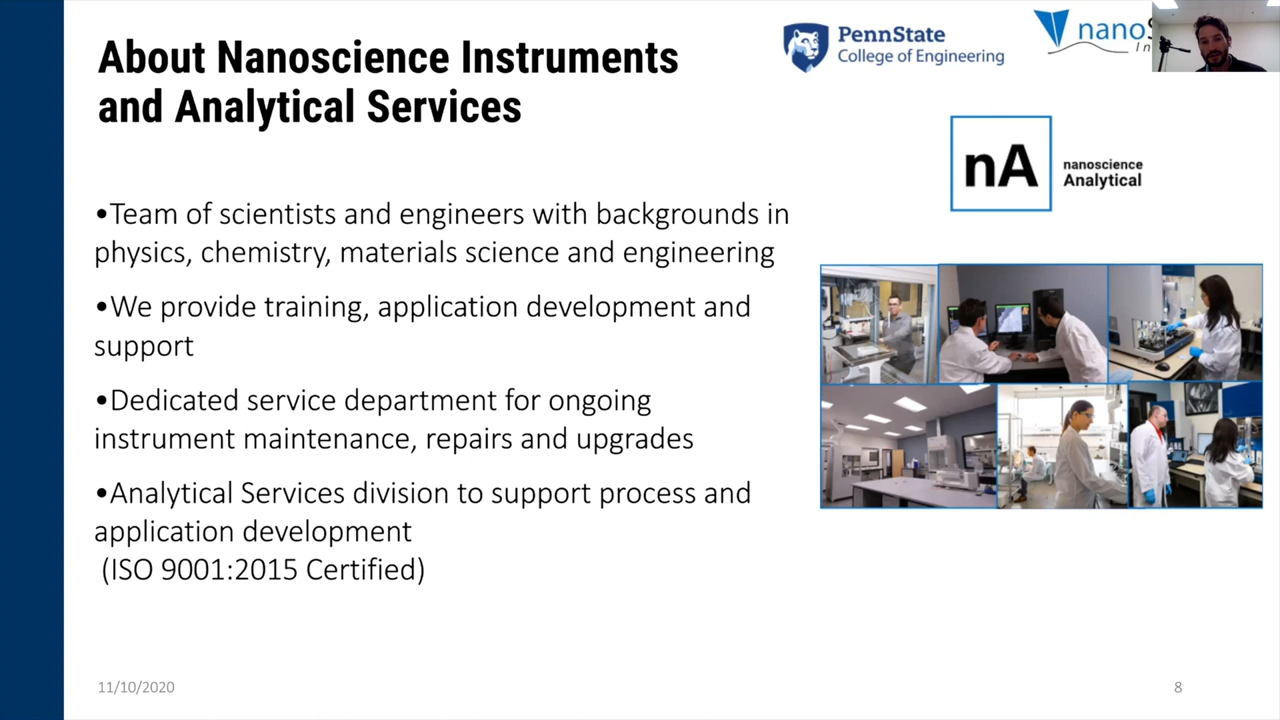 About Nanoscience Instruments
and Analytical Services
PennState
College of Engineering
nano
In
nA
nanoscience
Analytical
•Team of scientists and engineers with backgrounds in
physics, chemistry, materials science and engineering
•We provide training, application development and
support
•Dedicated service department for ongoing
instrument maintenance, repairs and upgrades
•Analytical Services division to support process and
application development
(ISO 9001:2015 Certified)
11/10/2020
8